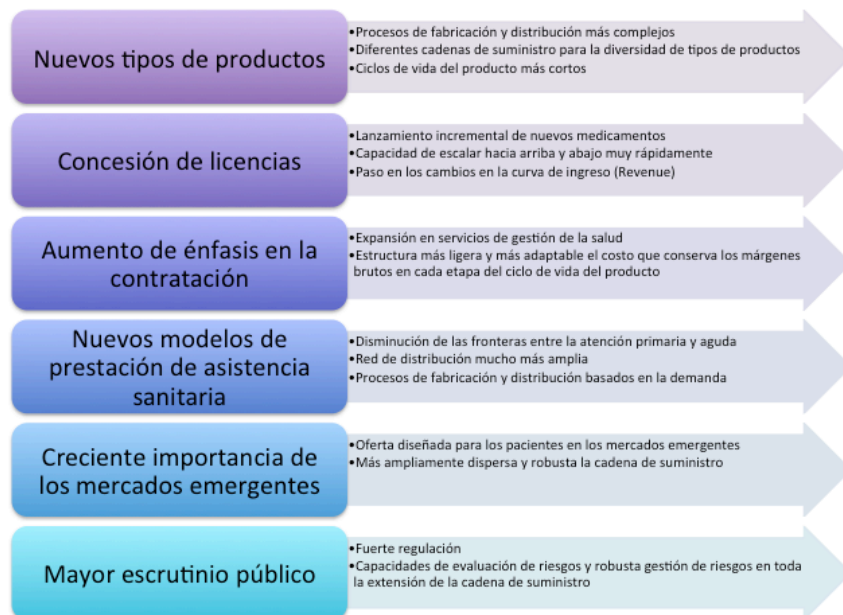 Nuevos tipos de productos
•Procesos de fabricación y distribución más complejos
•Diferentes cadenas de suministro para la diversidad de tipos de productos
•Ciclos de vida del producto más cortos
Concesión de licencias
•Lanzamiento incremental de nuevos medicamentos
•Capacidad de escalar hacia arriba y abajo muy rápidamente
•Paso en los cambios en la curva de ingreso (Revenue)
Aumento de énfasis en la
contratación
•Expansión en servicios de gestión de la salud
•Estructura más ligera y más adaptable el costo que conserva los márgenes
brutos en cada etapa del ciclo de vida del producto
Nuevos modelos de
prestación de asistencia
sanitaria
•Disminución de las fronteras entre la atención primaria y aguda
•Red de distribución mucho más amplia
•Procesos de fabricación y distribución basados en la demanda
Creciente importancia de
los mercados emergentes
•Oferta diseñada para los pacientes en los mercados emergentes
•Más ampliamente dispersa y robusta la cadena de suministro
Mayor escrutinio público
•Fuerte regulación
•Capacidades de evaluación de riesgos y robusta gestión de riesgos en toda
la extensión de la cadena de suministro